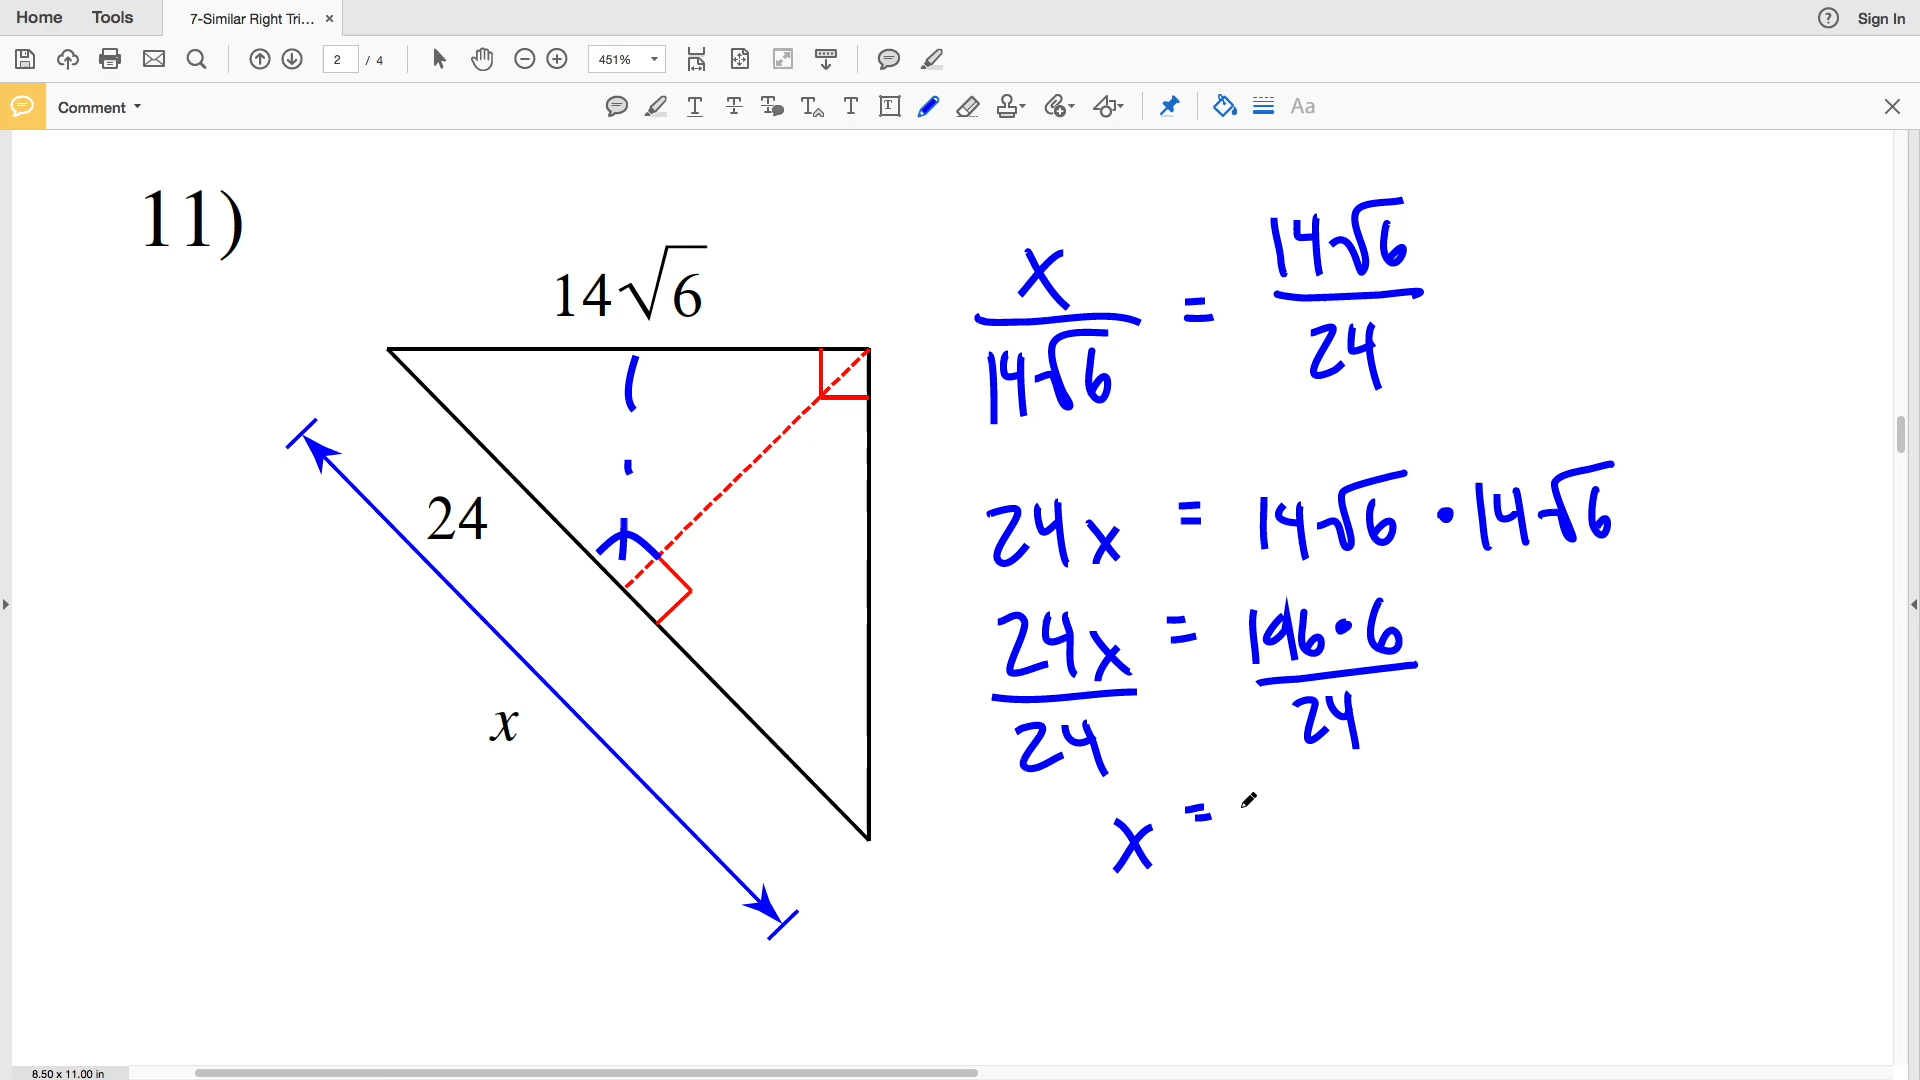 Home Tools 7-Similar Right Tri... × ? Sign In
2 / 4 451%
Comment T T T T T T Aa
11)
14√6
24
x
x/14√6 = 14√6/24
24x = 14√6 • 14√6
24x/24 = 196•6/24
x =
8.50 x 11.00 in